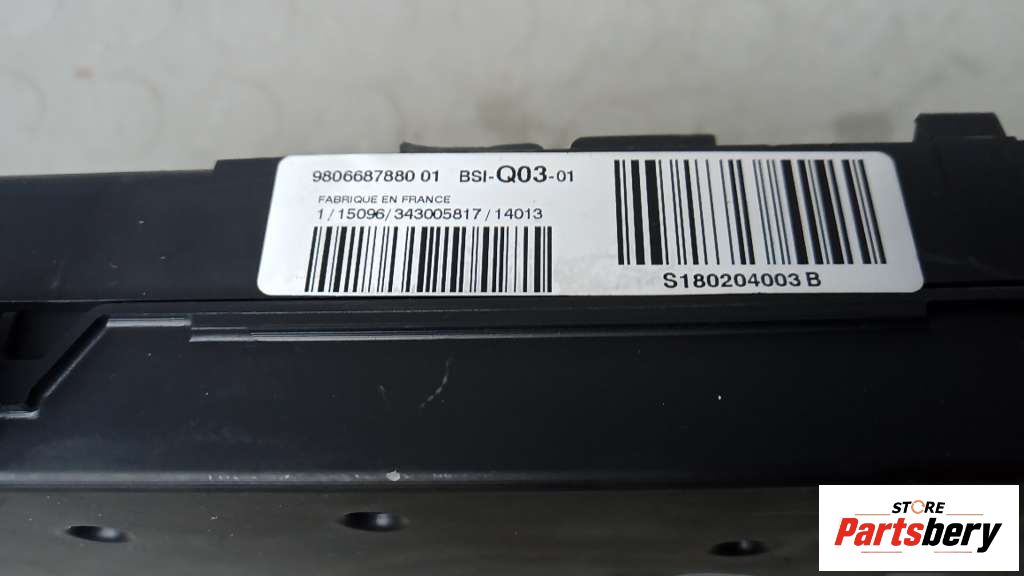 9806687880 01 BSI-Q03-01
FABRIQUE EN FRANCE
1/15096/343005817/14013
S180204003 B
STORE
Partsbery